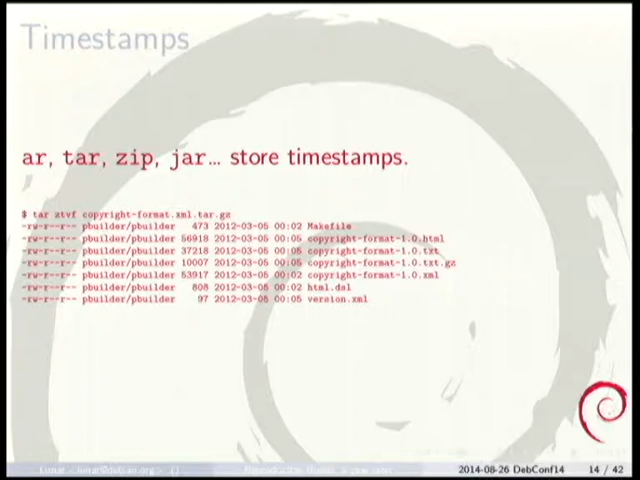 Timestamps
ar, tar, zip, jar... store timestamps.
$ tar ztvf copyright-format.xml.tar.gz
-rw-r--r-- pbuilder/pbuilder 473 2012-03-05 00:02 Makefile
-rw-r--r-- pbuilder/pbuilder 56918 2012-03-05 00:05 copyright-format-1.0.html
-rw-r--r-- pbuilder/pbuilder 37218 2012-03-05 00:05 copyright-format-1.0.txt
-rw-r--r-- pbuilder/pbuilder 10007 2012-03-05 00:05 copyright-format-1.0.txt.gz
-rw-r--r-- pbuilder/pbuilder 53917 2012-03-05 00:02 copyright-format-1.0.xml
-rw-r--r-- pbuilder/pbuilder 808 2012-03-05 00:02 html.dsl
-rw-r--r-- pbuilder/pbuilder 97 2012-03-05 00:05 version.xml
2014-08-26 DebConf14 14 / 42